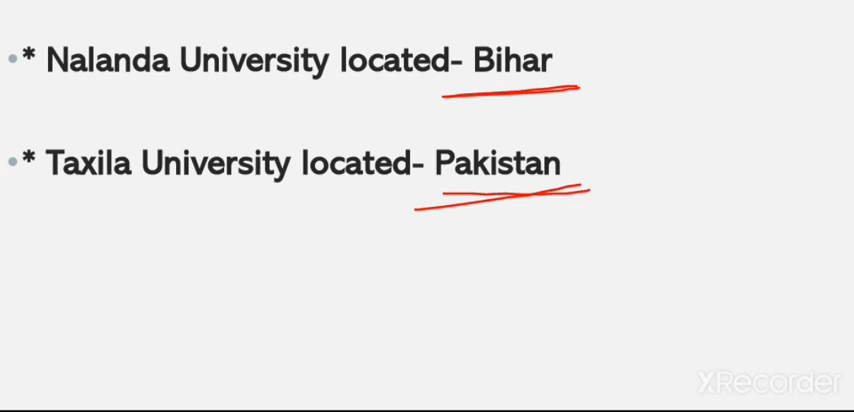 * Nalanda University located- Bihar
* Taxila University located- Pakistan
XRecorder